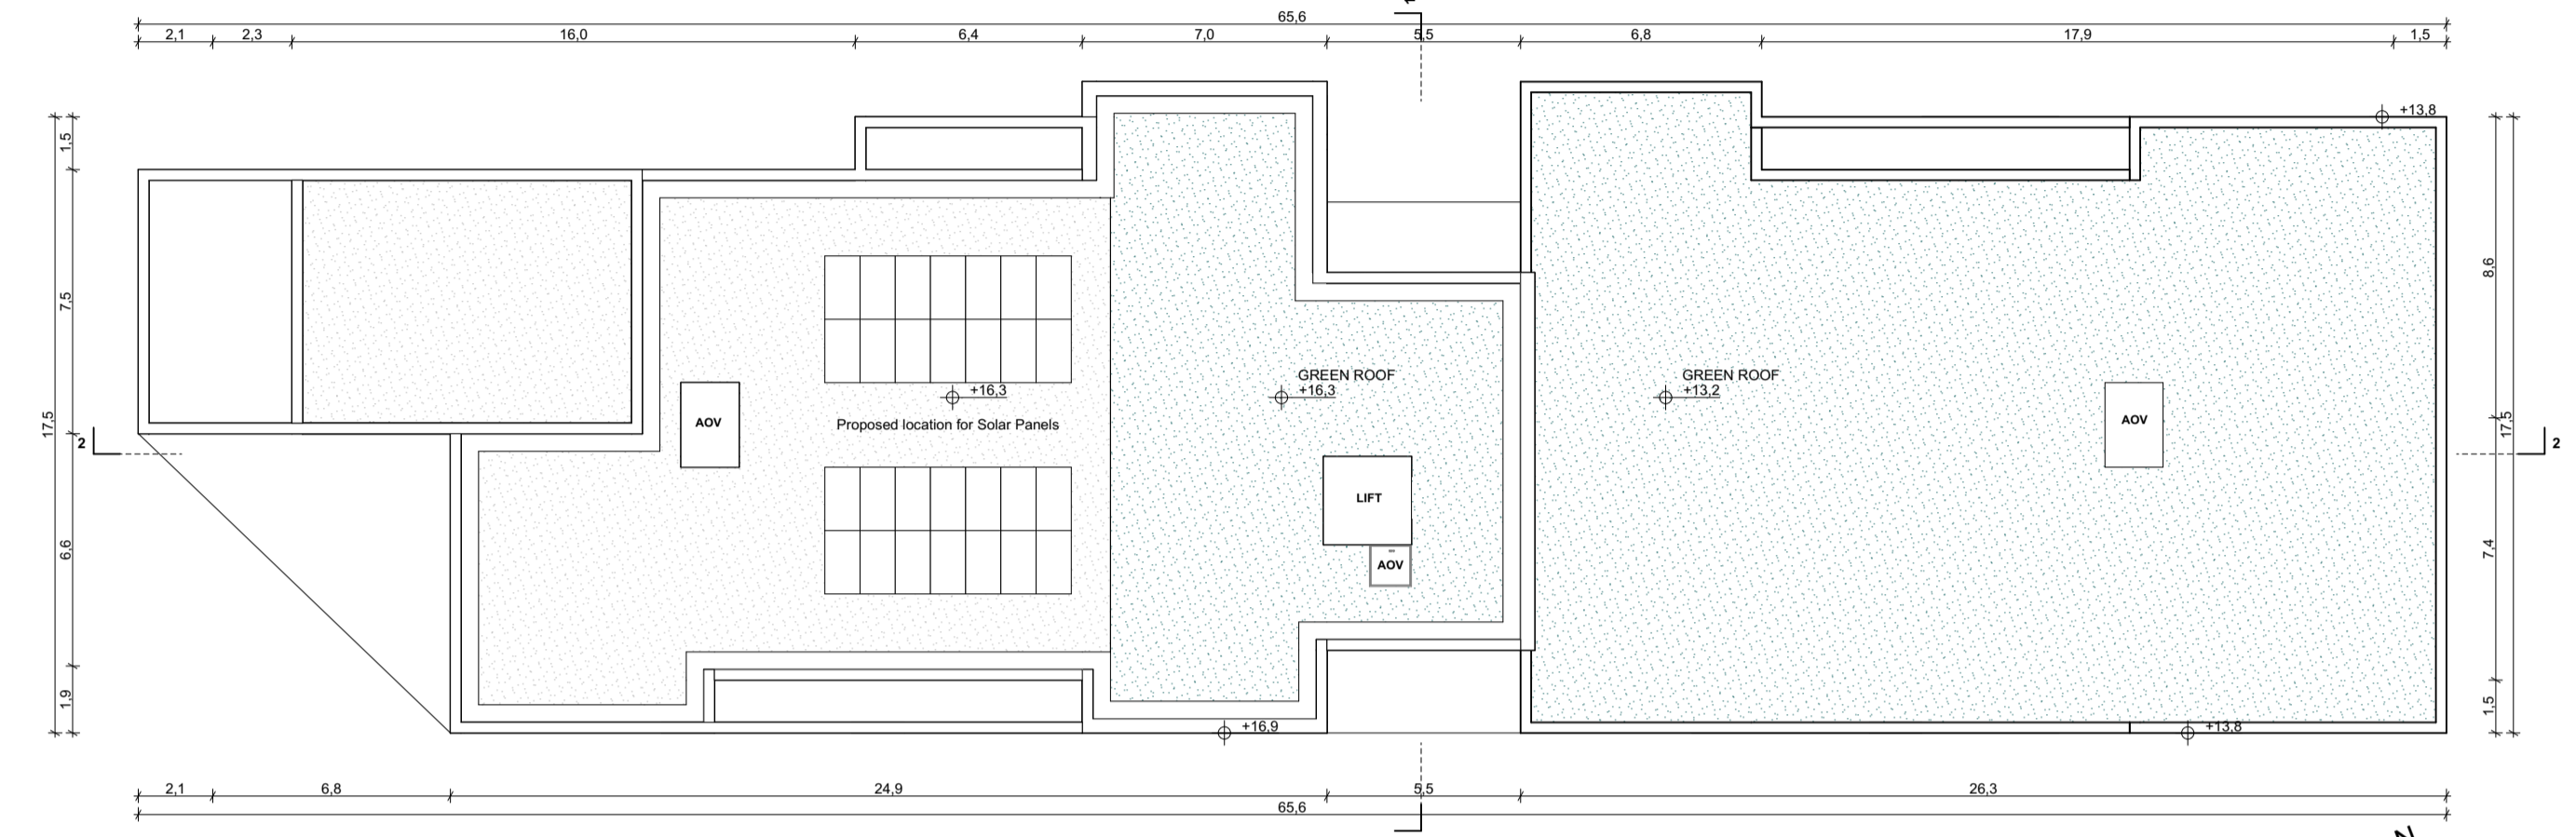 65,6
2,1 2,3 16,0 6,4 7,0 5,5 6,8 17,9 1,5
+13,8
1,5
7,5
17,5
6,6
1,9
8,6
17,5
7,4
1,5
GREEN ROOF
+16,3
GREEN ROOF
+13,2
+16,3
Proposed location for Solar Panels
AOV
AOV
2
2
LIFT
AOV
+16,9
+13,8
2,1 6,8 24,9 5,5 26,3
65,6